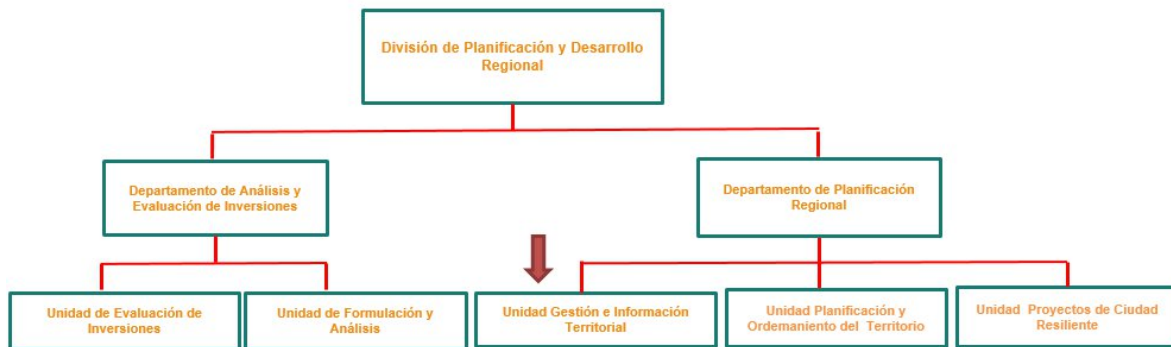 División de Planificación y Desarrollo
Regional
Departamento de Análisis y
Evaluación de Inversiones
Departamento de Planificación
Regional
Unidad de Evaluación de
Inversiones
Unidad de Formulación y
Análisis
Unidad Gestión e Información
Territorial
Unidad Planificación y
Ordemaniento del Territorio
Unidad Proyectos de Ciudad
Resiliente